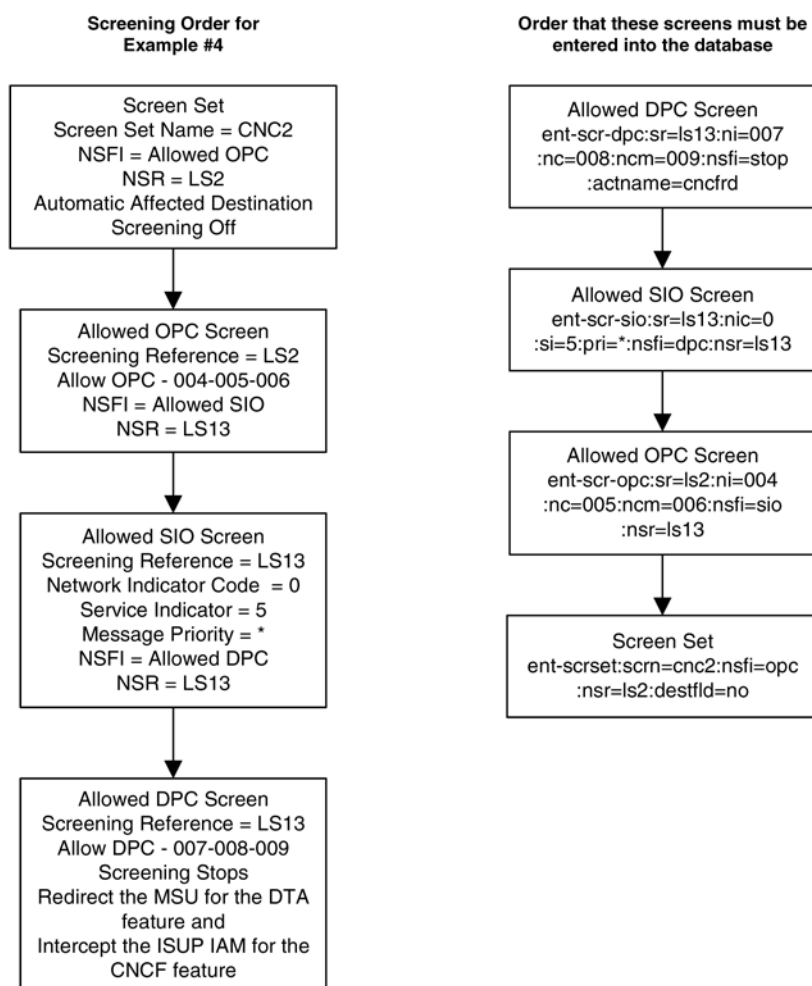 Screening Order for
Example #4
Screen Set
Screen Set Name = CNC2
NSFI = Allowed OPC
NSR = LS2
Automatic Affected Destination
Screening Off
Allowed OPC Screen
Screening Reference = LS2
Allow OPC - 004-005-006
NSFI = Allowed SIO
NSR = LS13
Allowed SIO Screen
Screening Reference = LS13
Network Indicator Code = 0
Service Indicator = 5
Message Priority = *
NSFI = Allowed DPC
NSR = LS13
Allowed DPC Screen
Screening Reference = LS13
Allow DPC - 007-008-009
Screening Stops
Redirect the MSU for the DTA
feature and
Intercept the ISUP IAM for the
CNCF feature
Order that these screens must be
entered into the database
Allowed DPC Screen
ent-scr-dpc:sr=ls13:ni=007
:nc=008:ncm=009:nsfi=stop
:actname=cncfrd
Allowed SIO Screen
ent-scr-sio:sr=ls13:nic=0
:si=5:pri=*:nsfi=dpc:nsr=ls13
Allowed OPC Screen
ent-scr-opc:sr=ls2:ni=004
:nc=005:ncm=006:nsfi=sio
:nsr=ls13
Screen Set
ent-scrset:scrn=cnc2:nsfi=opc
:nsr=ls2:destfld=no